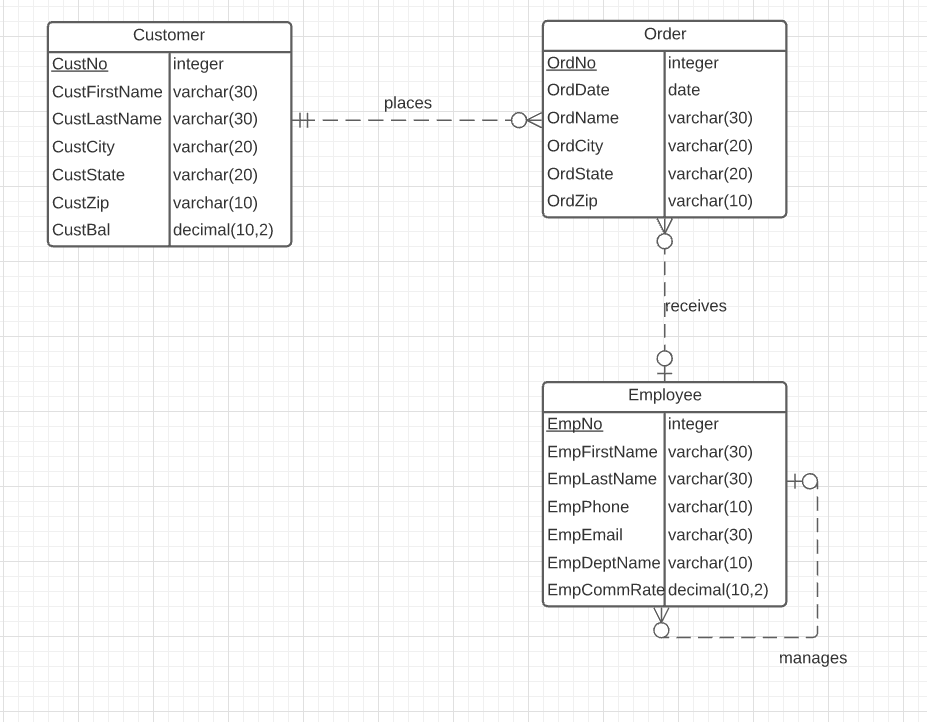 Customer
CustNo integer
CustFirstName varchar(30)
CustLastName varchar(30)
CustCity varchar(20)
CustState varchar(20)
CustZip varchar(10)
CustBal decimal(10,2)
places
Order
OrdNo integer
OrdDate date
OrdName varchar(30)
OrdCity varchar(20)
OrdState varchar(20)
OrdZip varchar(10)
receives
Employee
EmpNo integer
EmpFirstName varchar(30)
EmpLastName varchar(30)
EmpPhone varchar(10)
EmpEmail varchar(30)
EmpDeptName varchar(10)
EmpCommRate decimal(10,2)
manages